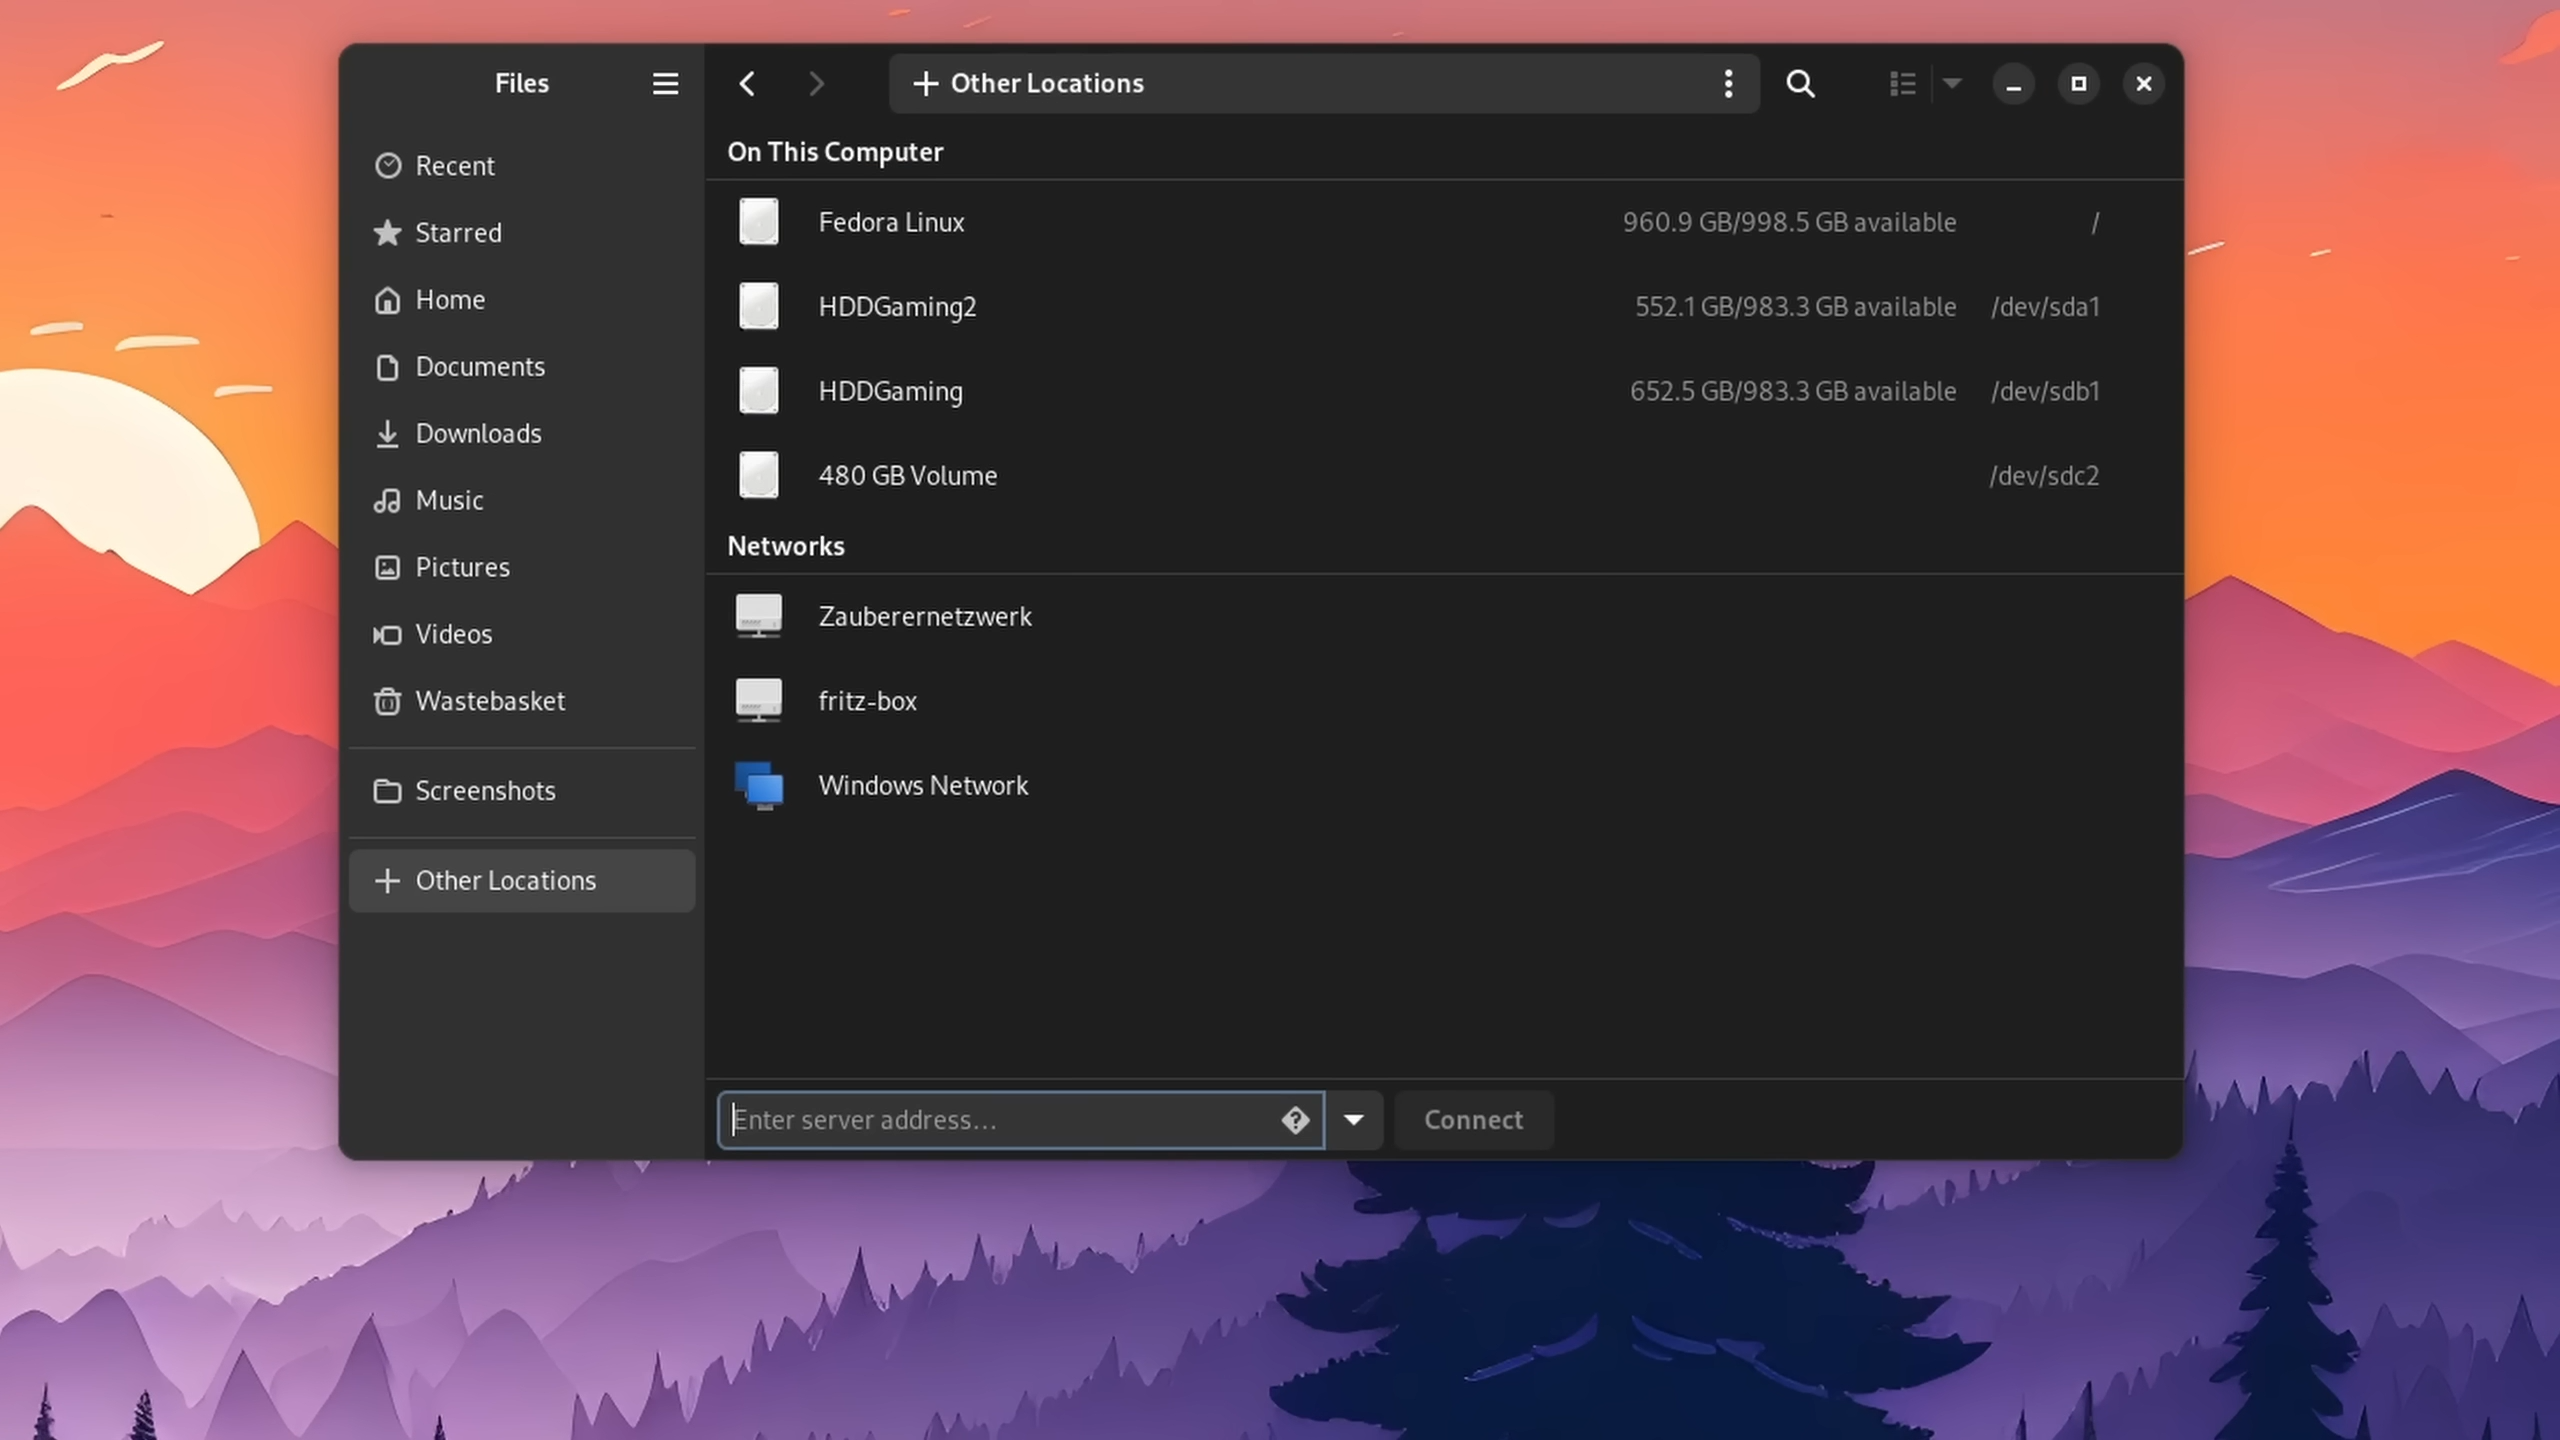 Files
Other Locations
Recent
Starred
Home
Documents
Downloads
Music
Pictures
Videos
Wastebasket
Screenshots
Other Locations
On This Computer
Fedora Linux 960.9 GB/998.5 GB available /
HDDGaming2 552.1 GB/983.3 GB available /dev/sda1
HDDGaming 652.5 GB/983.3 GB available /dev/sdb1
480 GB Volume /dev/sdc2
Networks
Zauberernetzwerk
fritz-box
Windows Network
Enter server address... Connect